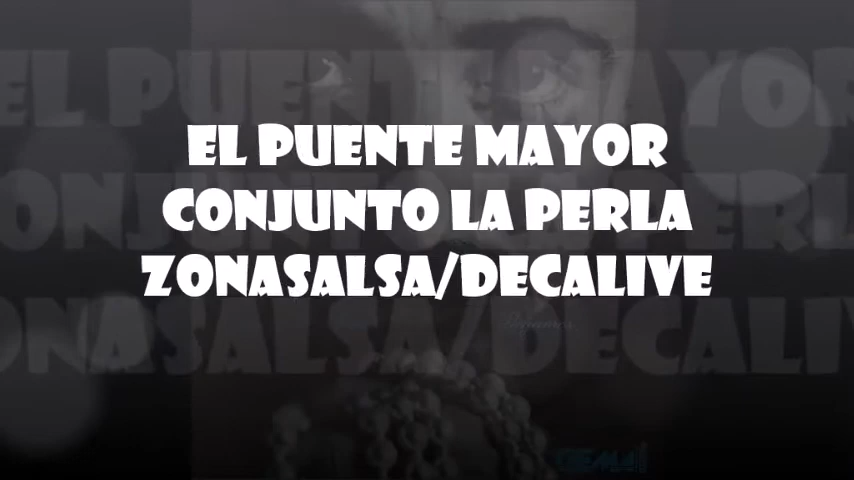 EL PUENTE MAYOR
CONJUNTO LA PERLA
ZONASALSA/DECALIVE